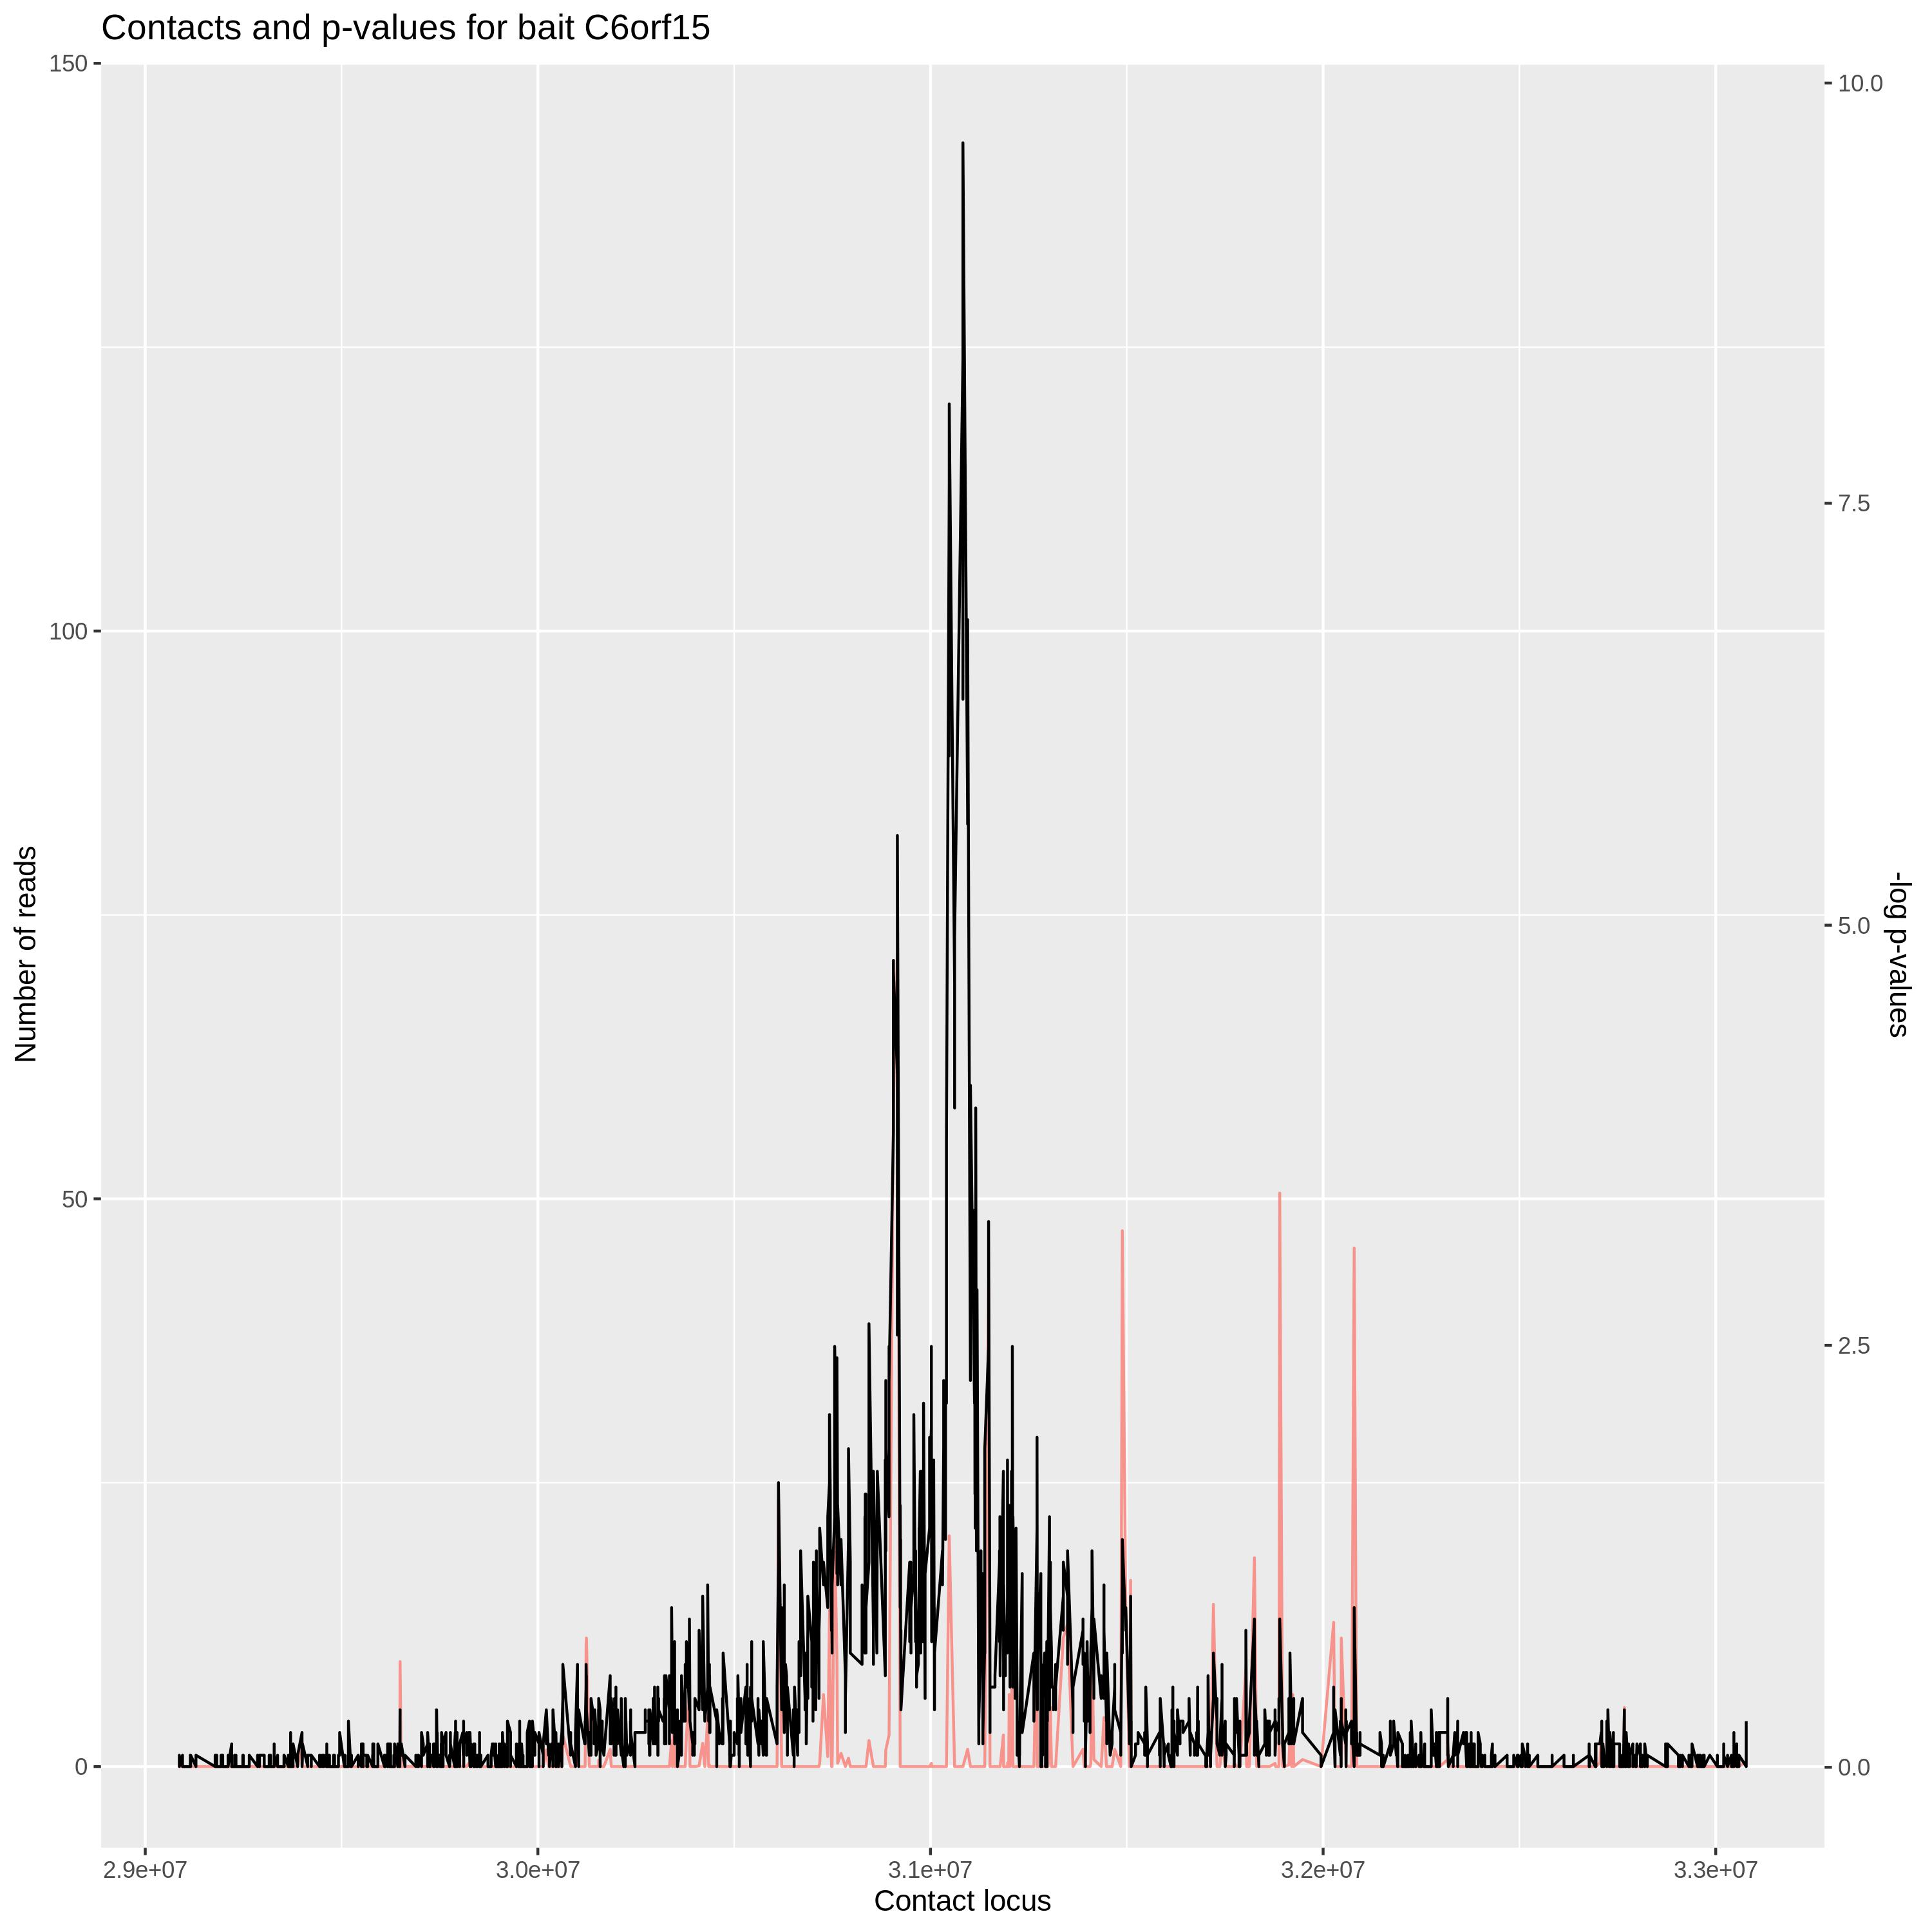 Contacts and p-values for bait C6orf15
150
100
50
0
Number of reads
10.0
7.5
5.0
2.5
0.0
-log p-values
2.9e+07
3.0e+07
3.1e+07
3.2e+07
3.3e+07
Contact locus